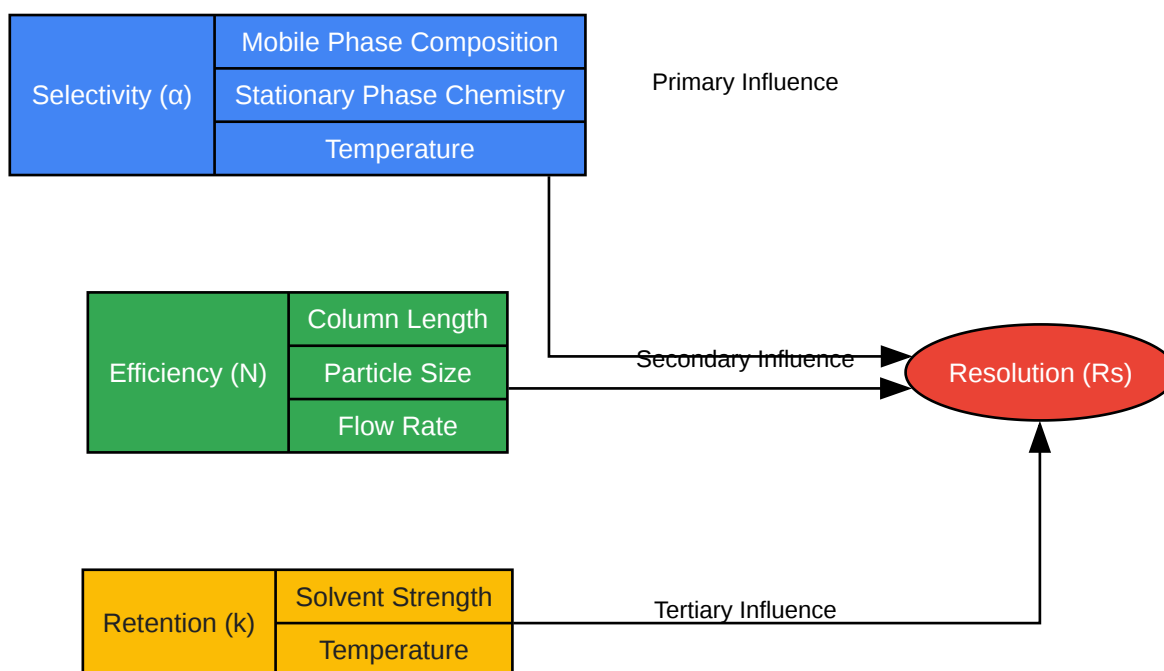 Selectivity (α)
Mobile Phase Composition
Stationary Phase Chemistry
Temperature
Primary Influence
Efficiency (N)
Column Length
Particle Size
Flow Rate
Secondary Influence
Resolution (Rs)
Retention (k)
Solvent Strength
Temperature
Tertiary Influence